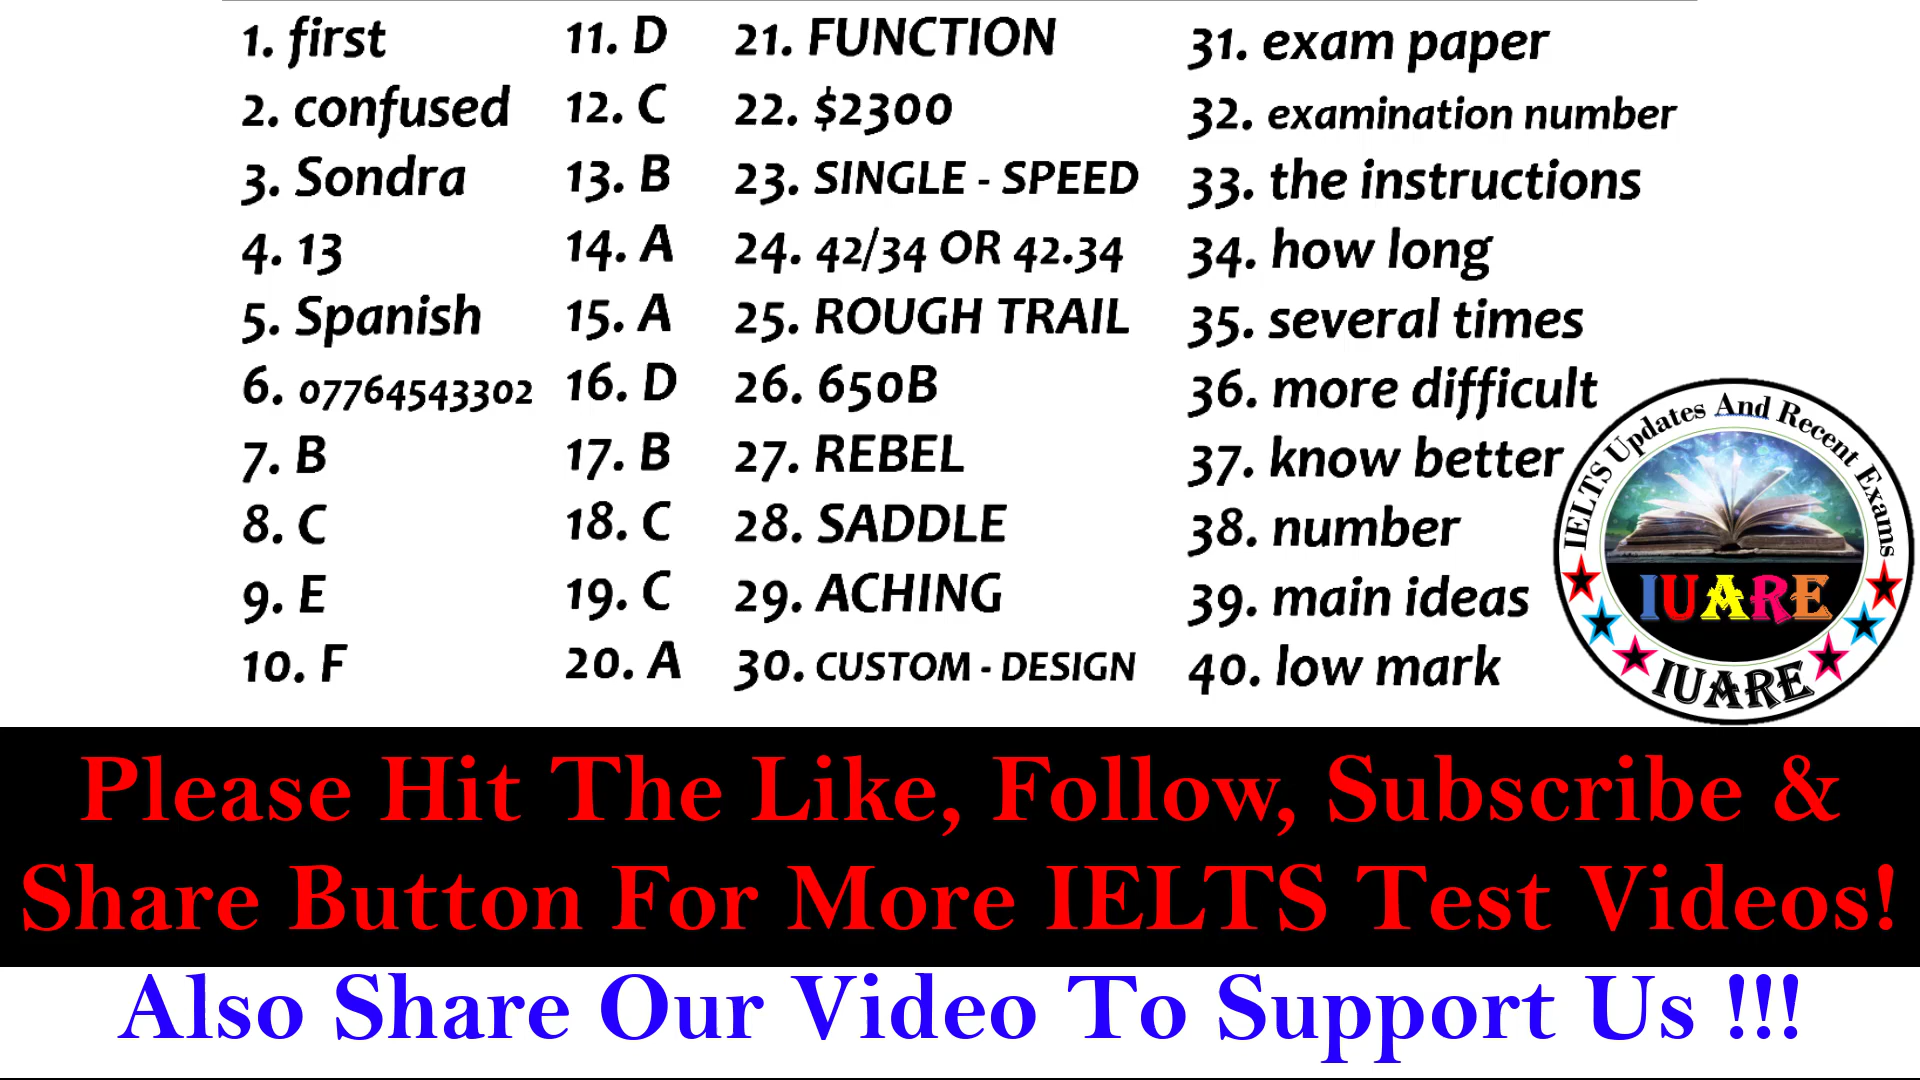 1. first
2. confused
3. Sondra
4. 13
5. Spanish
6. 07764543302
7. B
8. C
9. E
10. F
11. D
12. C
13. B
14. A
15. A
16. D
17. B
18. C
19. C
20. A
21. FUNCTION
22. $2300
23. SINGLE - SPEED
24. 42/34 OR 42.34
25. ROUGH TRAIL
26. 650B
27. REBEL
28. SADDLE
29. ACHING
30. CUSTOM - DESIGN
31. exam paper
32. examination number
33. the instructions
34. how long
35. several times
36. more difficult
37. know better
38. number
39. main ideas
40. low mark
IELTS Updates And Recent Exams
IUARE
IUARE
Please Hit The Like, Follow, Subscribe &
Share Button For More IELTS Test Videos!
Also Share Our Video To Support Us !!!